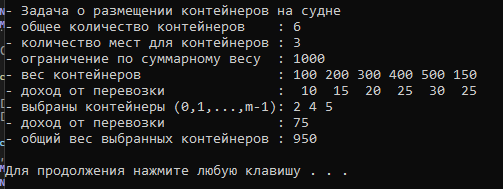 - Задача о размещении контейнеров на судне
- общее количество контейнеров : 6
- количество мест для контейнеров : 3
- ограничение по суммарному весу : 1000
- вес контейнеров : 100 200 300 400 500 150
- доход от перевозки : 10 15 20 25 30 25
- выбраны контейнеры (0,1,...,m-1): 2 4 5
- доход от перевозки : 75
- общий вес выбранных контейнеров : 950
Для продолжения нажмите любую клавишу . . .